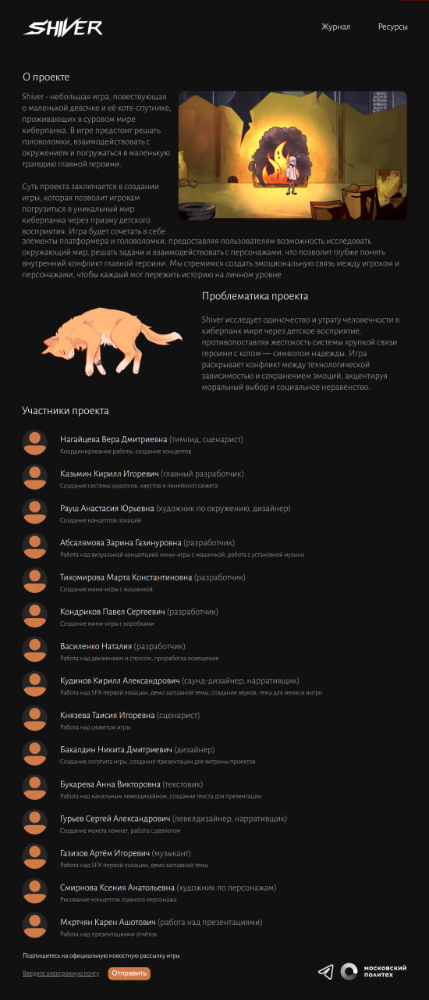 SHIVER
Журнал
Ресурсы
О проекте
Shiver - небольшая игра, повествующая
о маленькой девочке и её коте-спутнике,
проживающих в суровом мире
киберпанка. В игре предстоит решать
головоломки, взаимодействовать с
окружением и погружаться в маленькую
трагедию главной героини.
Суть проекта заключается в создании
игры, которая позволит игрокам
погрузиться в уникальный мир
киберпанка через призму детского
восприятия. Игра будет сочетать в себе .
элементы платформера и головоломки, предоставляя пользователям возможность исследовать
окружающий мир, решать задачи и взаимодействовать с персонажами, что позволит глубже понять
внутренний конфликт главной героини. Мы стремимся создать эмоциональную связь между игроком и
персонажами, чтобы каждый мог пережить историю на личном уровне
Проблематика проекта
Shiver исследует одиночество и утрату человечности в
киберпанк мире через детское восприятие,
противопоставляя жестокость системы хрупкой связи
героини с котом — символом надежды. Игра
раскрывает конфликт между технологической
зависимостью и сохранением эмоций, акцентируя
моральный выбор и социальное неравенство.
Участники проекта
Нагайцева Вера Дмитриевна (тимлид, сценарист)
Координирование работы, создание концептов
Казьмин Кирилл Игоревич (главный разработчик)
Создание системы диалогов, квестов и линейного сюжета
Рауш Анастасия Юрьевна (художник по окружению, дизайнер)
Создание концептов локаций
Абсалямова Зарина Газинуровна (разработчик)
Работа над визуальной концепцией мини-игры с машинкой, работа с установкой музыки
Тихомирова Марта Константиновна (разработчик)
Создание мини-игры с машинкой
Кондриков Павел Сергеевич (разработчик)
Создание мини-игры с коробками
Василенко Наталия (разработчик)
Работа над движением и стелсом, проработка освещения
Кудинов Кирилл Александрович (саунд-дизайнер, нарративщик)
Работа над SFX первой локации, демо заглавной темы, создание звуков, тема для меню и интро
Князева Таисия Игоревна (сценарист)
Работа над сюжетом игры
Бакалдин Никита Дмитриевич (дизайнер)
Создание логотипа игры, создание презентации для витрины проектов
Букарева Анна Викторовна (текстовик)
Работа над начальным левелдизайном, создание текста для презентации
Гурьев Сергей Александрович (левелдизайнер, нарративщик)
Создание макета комнат, работа с девлогом
Газизов Артём Игоревич (музыкант)
Работа над SFX первой локации, демо заглавной темы
Смирнова Ксения Анатольевна (художник по персонажам)
Рисование концептов главного персонажа
Мкртчян Карен Ашотович (работа над презентациями)
Работа над презентациями отчётов
Подпишитесь на официальную новостную рассылку игры
Введите электронную почту
Отправить
московский
политех